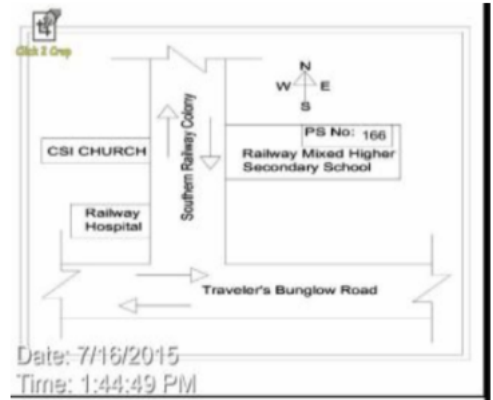 Click 2 Crop
N
W E
S
Southern Railway Colony
PS No: 166
CSI CHURCH
Railway Mixed Higher
Secondary School
Railway
Hospital
Traveler's Bunglow Road
Date: 7/16/2015
Time: 1:44:49 PM